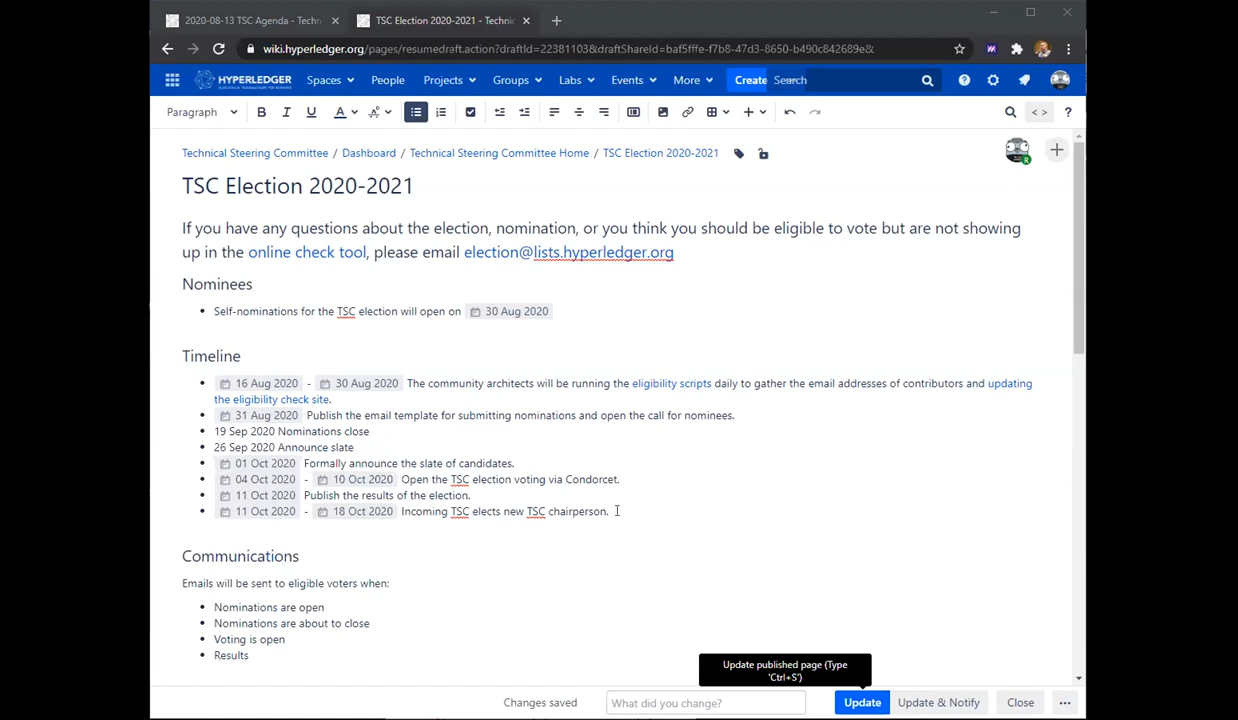 2020-08-13 TSC Agenda - Techn
TSC Election 2020-2021 - Technic
wiki.hyperledger.org/pages/resumedraft.action?draftId=22381103&draftShareId=baf5fffe-f7b8-47d3-8650-b490c842689e&
HYPERLEDGER Spaces People Projects Groups Labs Events More Create Search
Paragraph B I U A
Technical Steering Committee / Dashboard / Technical Steering Committee Home / TSC Election 2020-2021
TSC Election 2020-2021
If you have any questions about the election, nomination, or you think you should be eligible to vote but are not showing
up in the online check tool, please email election@lists.hyperledger.org
Nominees
• Self-nominations for the TSC election will open on 30 Aug 2020
Timeline
• 16 Aug 2020 - 30 Aug 2020 The community architects will be running the eligibility scripts daily to gather the email addresses of contributors and updating
the eligibility check site.
• 31 Aug 2020 Publish the email template for submitting nominations and open the call for nominees.
• 19 Sep 2020 Nominations close
• 26 Sep 2020 Announce slate
• 01 Oct 2020 Formally announce the slate of candidates.
• 04 Oct 2020 - 10 Oct 2020 Open the TSC election voting via Condorcet.
• 11 Oct 2020 Publish the results of the election.
• 11 Oct 2020 - 18 Oct 2020 Incoming TSC elects new TSC chairperson.
Communications
Emails will be sent to eligible voters when:
• Nominations are open
• Nominations are about to close
• Voting is open
• Results
Update published page (Type
'Ctrl+S')
Changes saved What did you change? Update Update & Notify Close ...